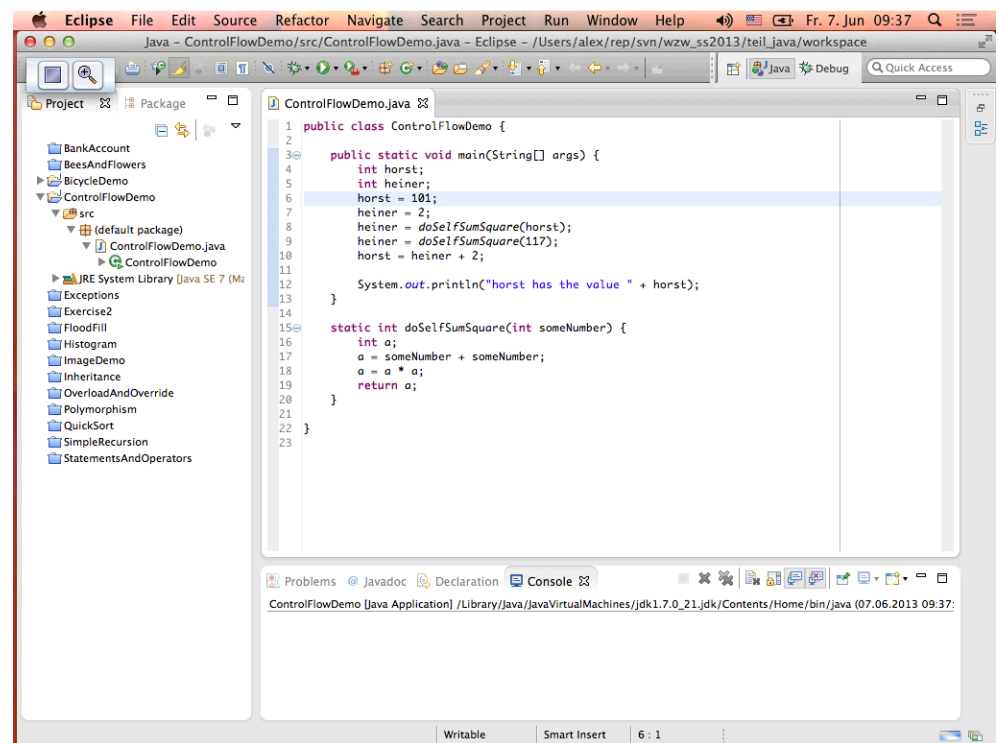 Eclipse File Edit Source Refactor Navigate Search Project Run Window Help Fr. 7. Jun 09:37
Java – ControlFlowDemo/src/ControlFlowDemo.java – Eclipse – /Users/alex/rep/svn/wzw_ss2013/teil_java/workspace
Java Debug Quick Access
Project Package
BankAccount
BeesAndFlowers
BicycleDemo
ControlFlowDemo
src
(default package)
ControlFlowDemo.java
ControlFlowDemo
JRE System Library [Java SE 7 (Ma
Exceptions
Exercise2
FloodFill
Histogram
ImageDemo
Inheritance
OverloadAndOverride
Polymorphism
QuickSort
SimpleRecursion
StatementsAndOperators
ControlFlowDemo.java
1 public class ControlFlowDemo {
2
3 public static void main(String[] args) {
4 int horst;
5 int heiner;
6 horst = 101;
7 heiner = 2;
8 heiner = doSelfSumSquare(horst);
9 heiner = doSelfSumSquare(117);
10 horst = heiner + 2;
11
12 System.out.println("horst has the value " + horst);
13 }
14
15 static int doSelfSumSquare(int someNumber) {
16 int a;
17 a = someNumber + someNumber;
18 a = a * a;
19 return a;
20 }
21
22 }
23
Problems @ Javadoc Declaration Console
ControlFlowDemo [Java Application] /Library/Java/JavaVirtualMachines/jdk1.7.0_21.jdk/Contents/Home/bin/java (07.06.2013 09:37:
Writable Smart Insert 6 : 1